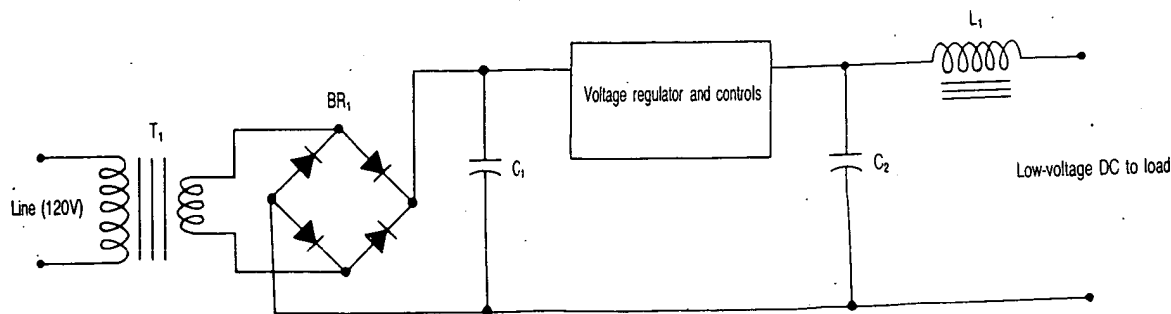 L₁
Voltage regulator and controls
BR₁
T₁
C₁
C₂
Low-voltage DC to load
Line (120V)